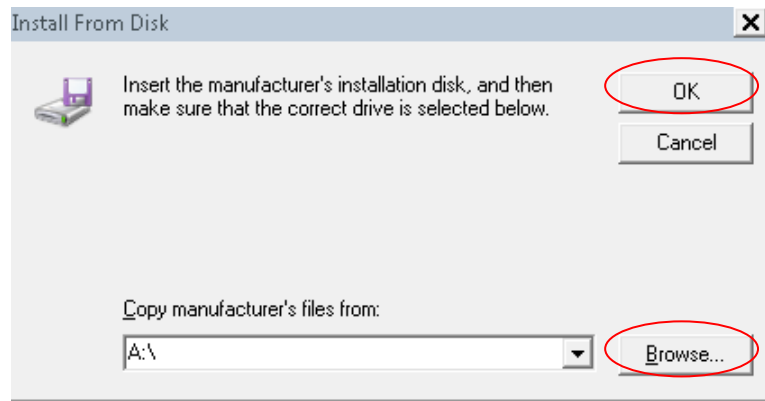 Install From Disk
Insert the manufacturer's installation disk, and then
make sure that the correct drive is selected below.
OK
Cancel
Copy manufacturer's files from:
A:\
Browse...